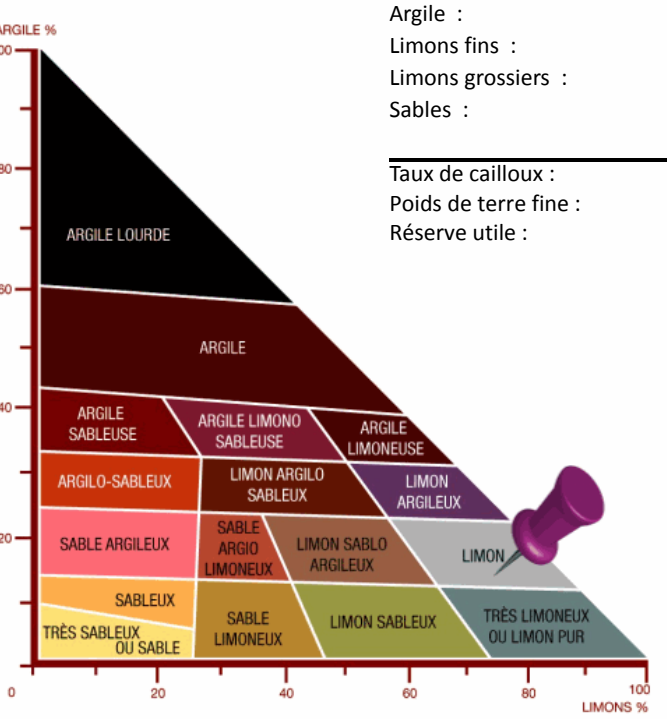 ARGILE %
Argile :
Limons fins :
Limons grossiers :
Sables :
Taux de cailloux :
Poids de terre fine :
Réserve utile :
00
80
60
40
20
ARGILE LOURDE
ARGILE
ARGILE
SABLEUSE
ARGILE LIMONO
SABLEUSE
ARGILE
LIMONEUSE
ARGILO-SABLEUX
LIMON ARGILO
SABLEUX
LIMON
ARGILEUX
SABLE ARGILEUX
SABLE
ARGIO
LIMONEUX
LIMON SABLO
ARGILEUX
LIMON
SABLEUX
TRÈS SABLEUX
OU SABLE
SABLE
LIMONEUX
LIMON SABLEUX
TRÈS LIMONEUX
OU LIMON PUR
0
20
40
60
80
100
LIMONS %